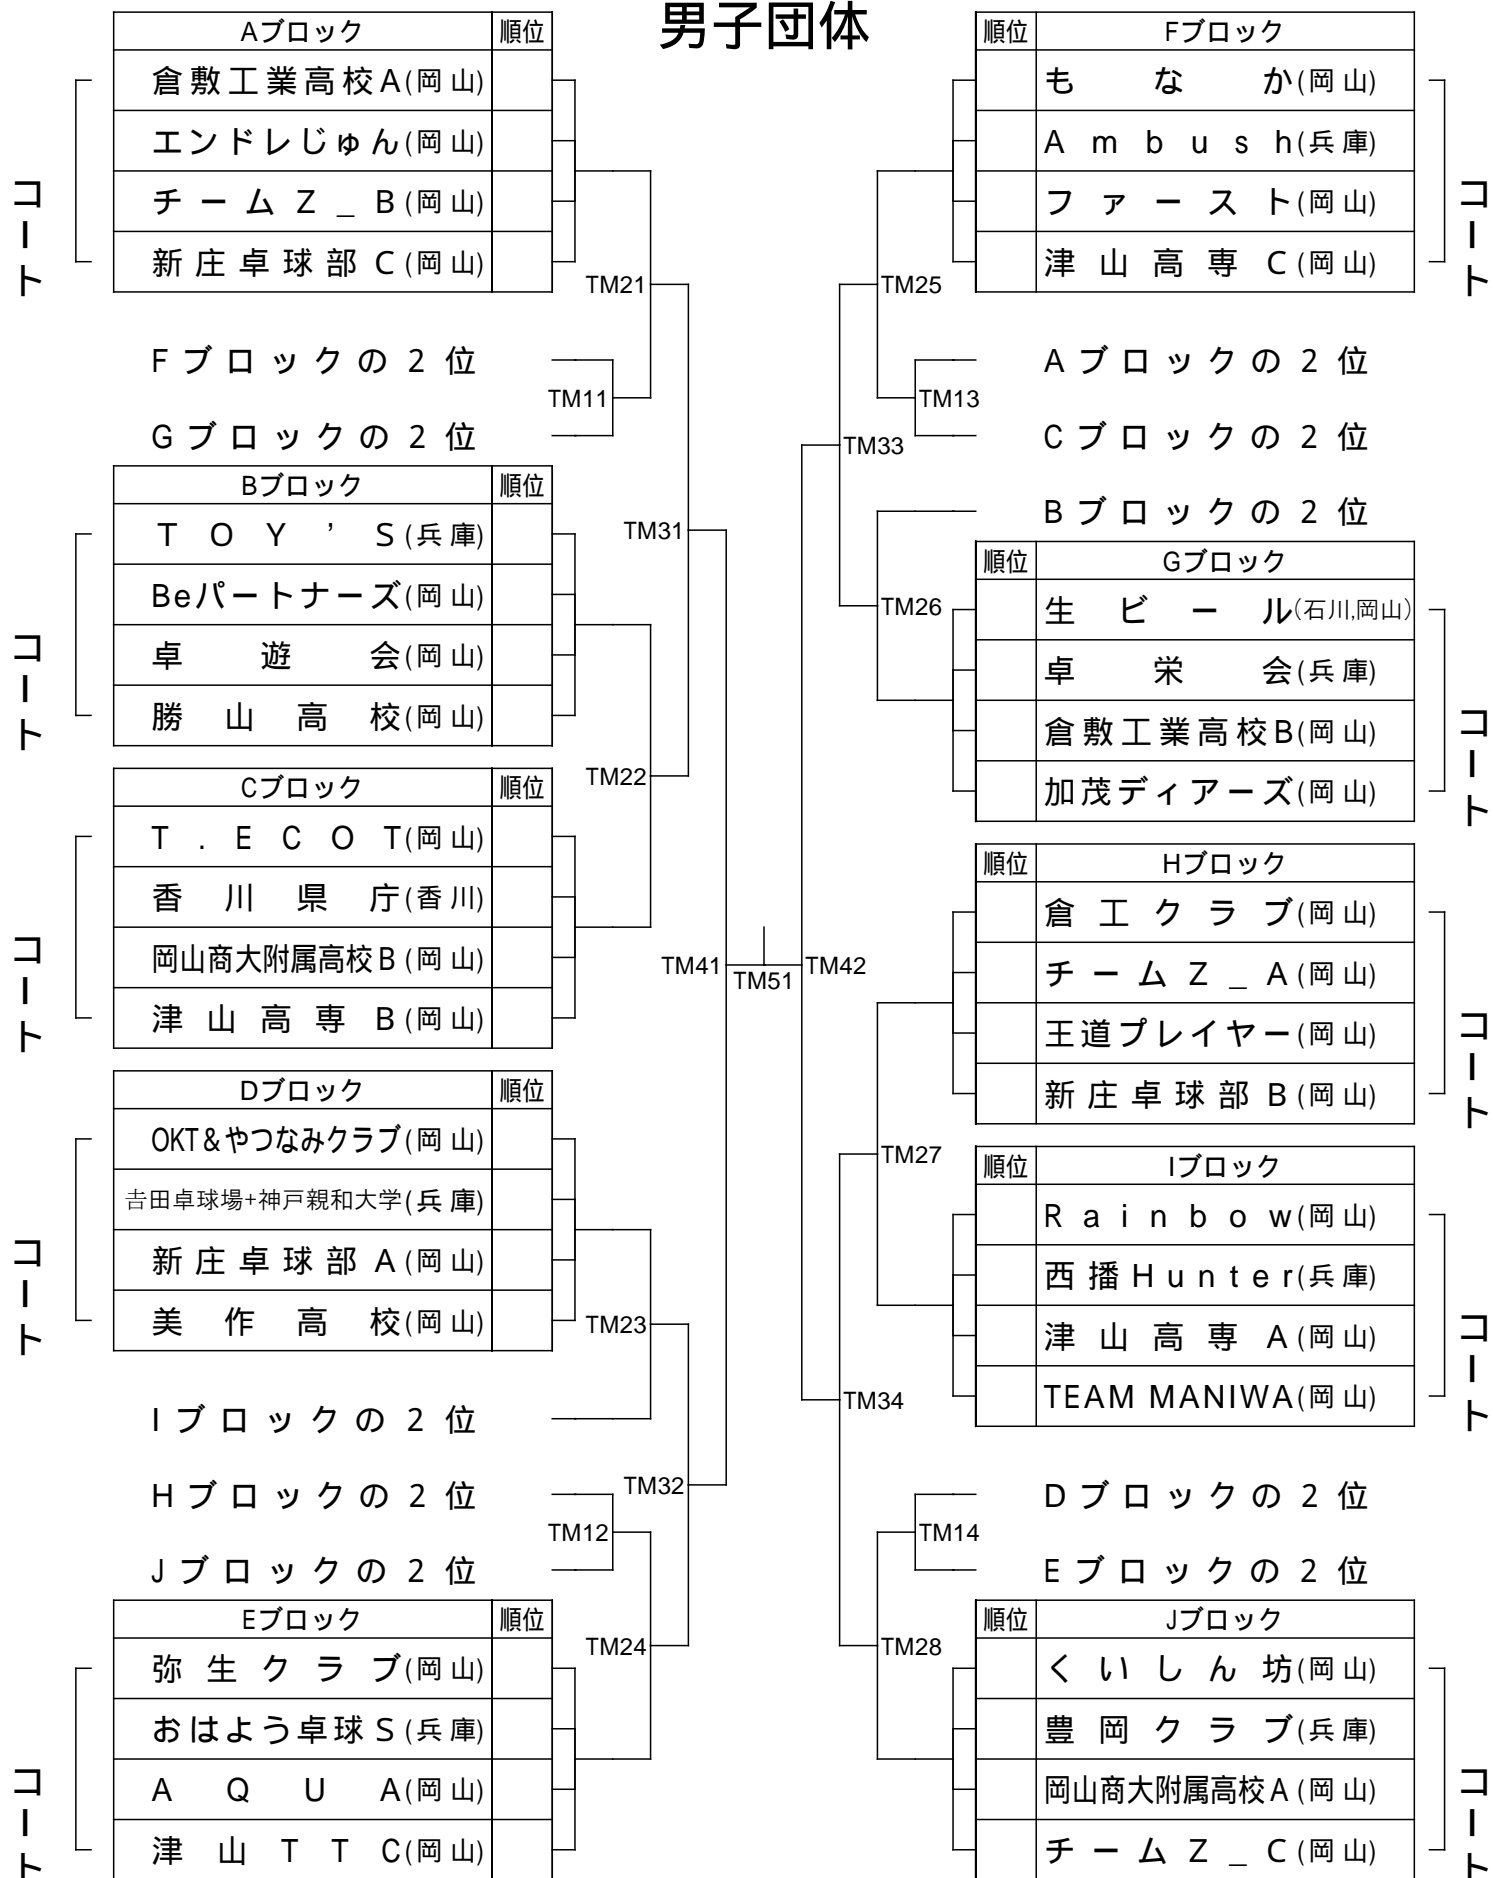 男子団体
Aブロック 順位
倉敷工業高校A(岡山)
エンドレじゅん(岡山)
チームZ_B(岡山)
新庄卓球部C(岡山)
コート
TM21
Fブロックの2位
TM11
Gブロックの2位
Bブロック 順位
TOY’S(兵庫)
Beパートナーズ(岡山)
卓遊会(岡山)
勝山高校(岡山)
コート
TM31
TM22
Cブロック 順位
T.ECOT(岡山)
香川県庁(香川)
岡山商大附属高校B(岡山)
津山高専B(岡山)
コート
TM41
TM51
TM42
Dブロック 順位
OKT&やつなみクラブ(岡山)
吉田卓球場+神戸親和大学(兵庫)
新庄卓球部A(岡山)
美作高校(岡山)
コート
TM23
Iブロックの2位
TM32
Hブロックの2位
TM12
Jブロックの2位
Eブロック 順位
TM24
弥生クラブ(岡山)
おはよう卓球S(兵庫)
AQUA(岡山)
津山TTC(岡山)
コート
順位 Fブロック
もなか(岡山)
Ambush(兵庫)
ファースト(岡山)
津山高専C(岡山)
コート
TM25
Aブロックの2位
TM13
Cブロックの2位
TM33
Bブロックの2位
順位 Gブロック
TM26
生ビール(石川,岡山)
卓栄会(兵庫)
倉敷工業高校B(岡山)
加茂ディアーズ(岡山)
コート
順位 Hブロック
倉工クラブ(岡山)
チームZ_A(岡山)
王道プレイヤー(岡山)
新庄卓球部B(岡山)
コート
TM27
順位 Iブロック
Rainbow(岡山)
西播Hunter(兵庫)
津山高専A(岡山)
TEAM MANIWA(岡山)
コート
TM34
Dブロックの2位
TM14
Eブロックの2位
順位 Jブロック
TM28
くいしん坊(岡山)
豊岡クラブ(兵庫)
岡山商大附属高校A(岡山)
チームZ_C(岡山)
コート